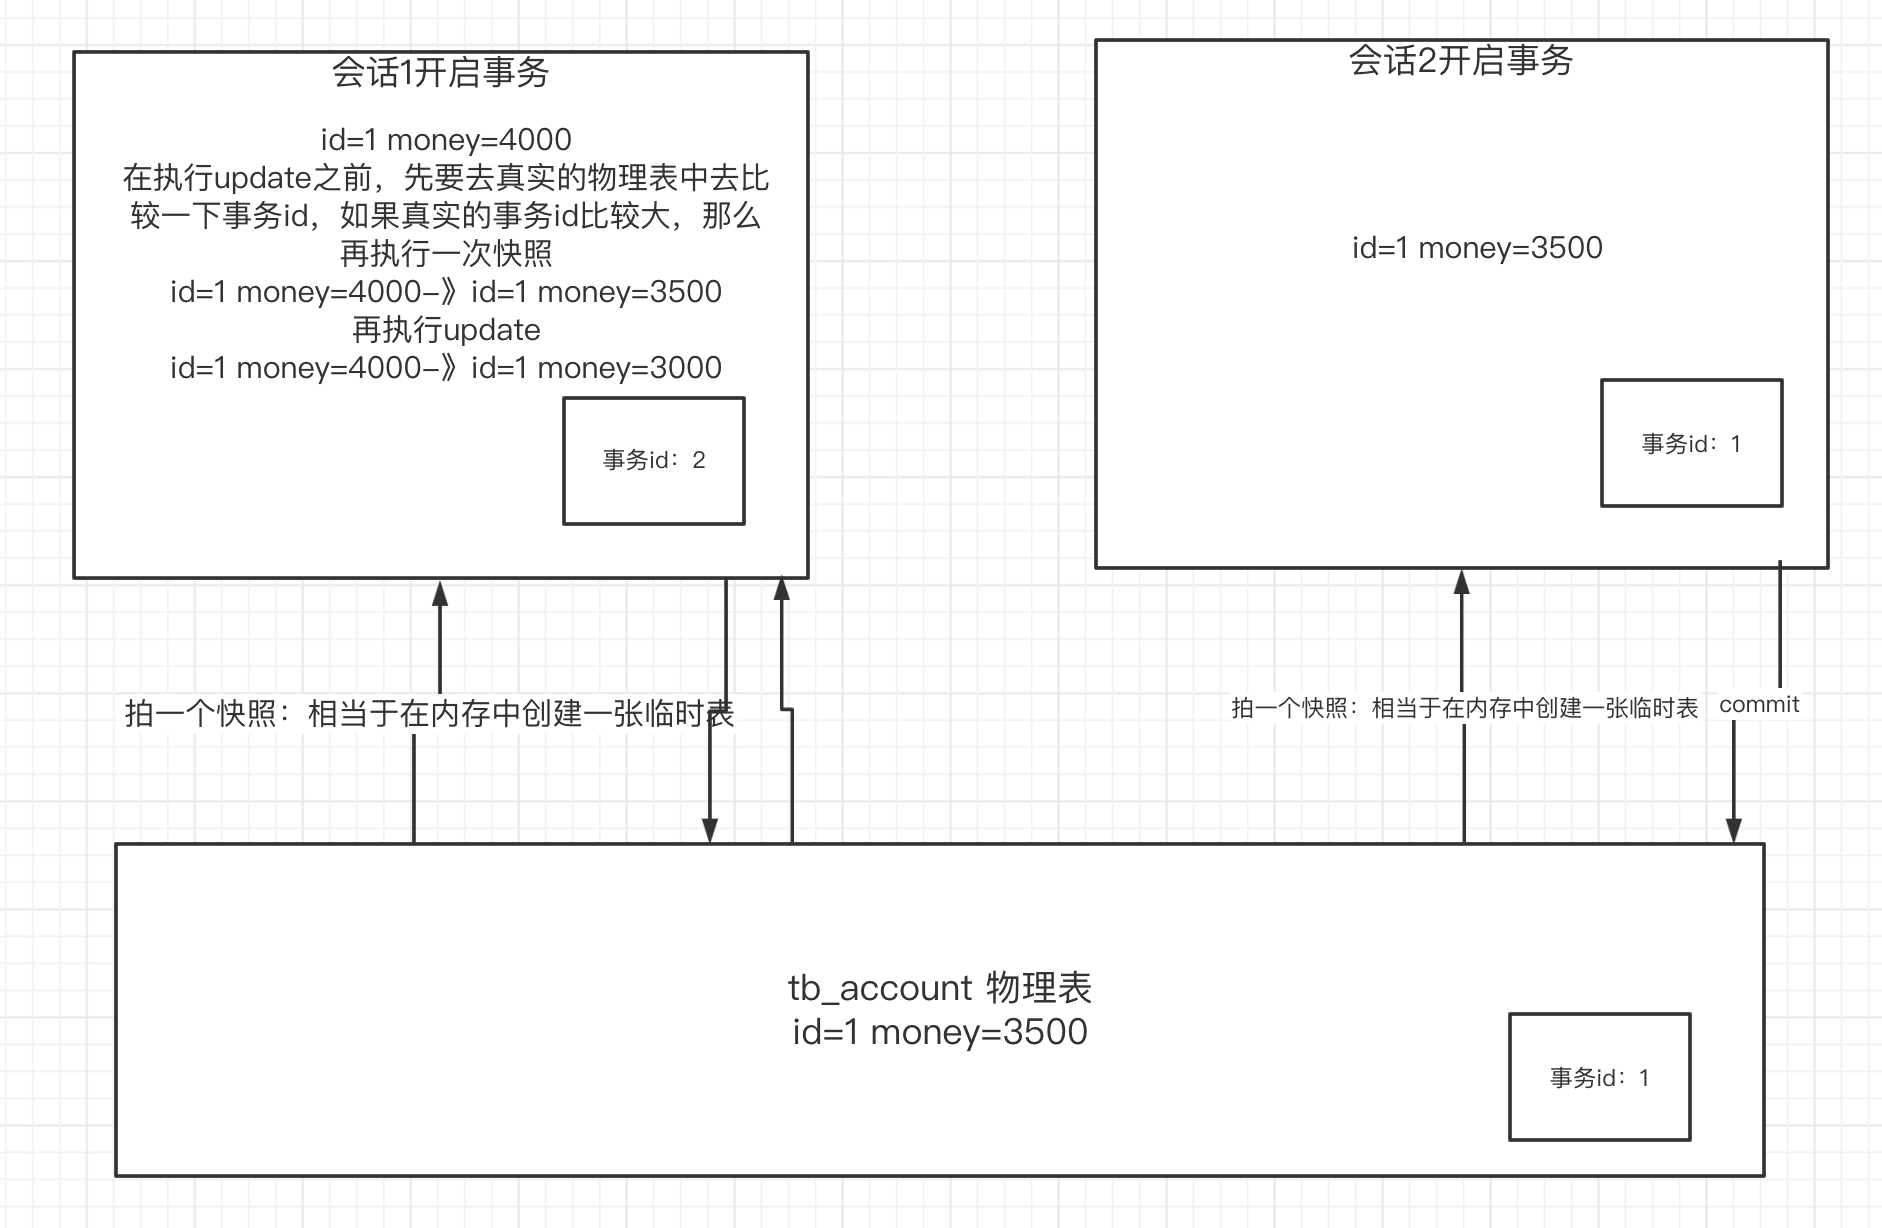 会话1开启事务
id=1 money=4000
在执行update之前，先要去真实的物理表中去比
较一下事务id，如果真实的事务id比较大，那么
再执行一次快照
id=1 money=4000-》id=1 money=3500
再执行update
id=1 money=4000-》id=1 money=3000
事务id：2
会话2开启事务
id=1 money=3500
事务id：1
拍一个快照：相当于在内存中创建一张临时表
拍一个快照：相当于在内存中创建一张临时表
commit
tb_account 物理表
id=1 money=3500
事务id：1